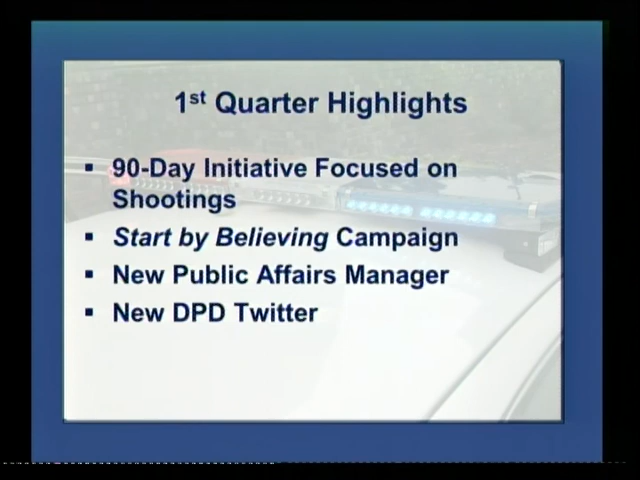 1st Quarter Highlights
▪ 90-Day Initiative Focused on
Shootings
▪ Start by Believing Campaign
▪ New Public Affairs Manager
▪ New DPD Twitter